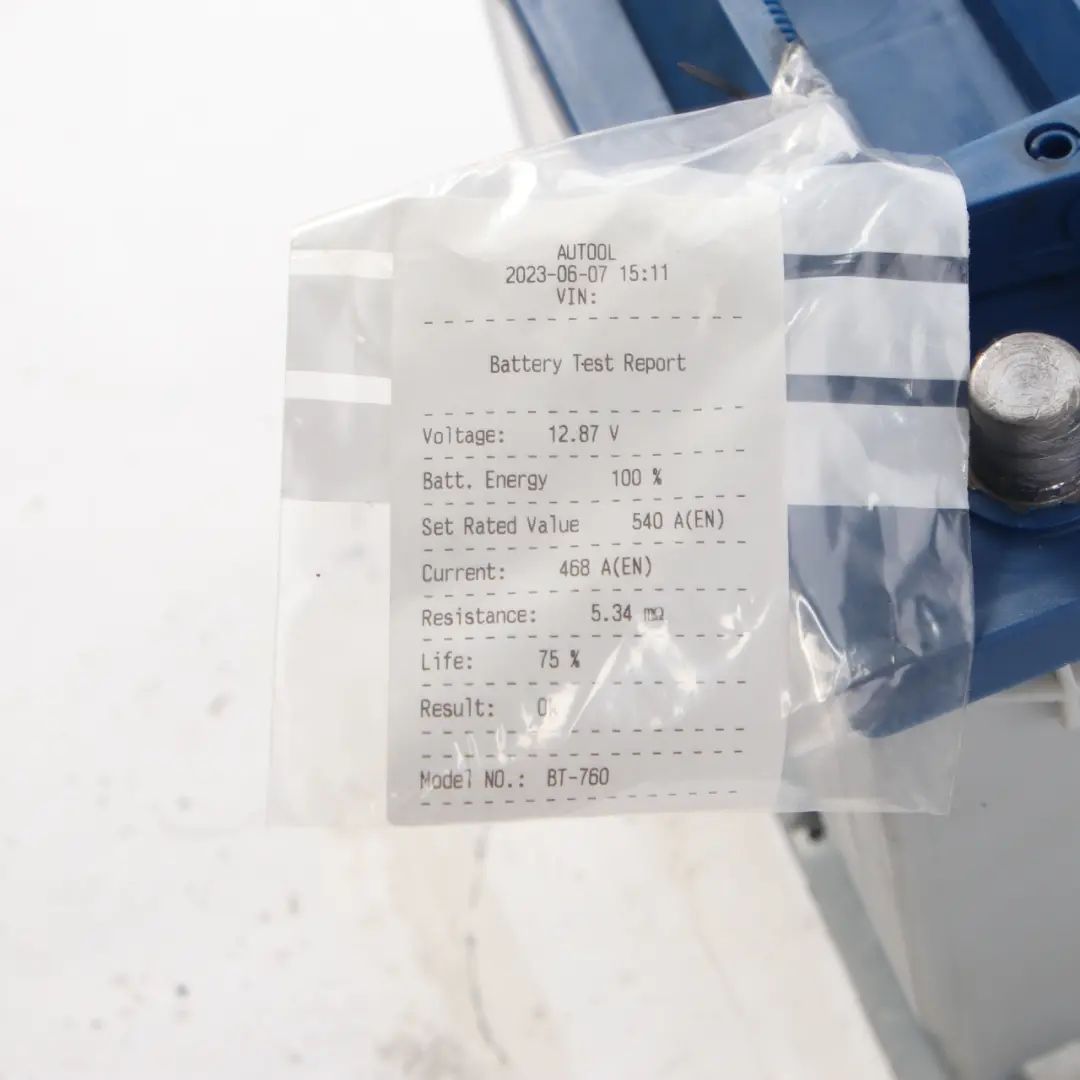 AUTOOL
2023-06-07 15:11
VIN:
Battery Test Report
Voltage: 12.87 V
Batt. Energy 100 %
Set Rated Value 540 A(EN)
Current: 468 A(EN)
Resistance: 5.34 mΩ
Life: 75 %
Result:
Model NO.: BT-760